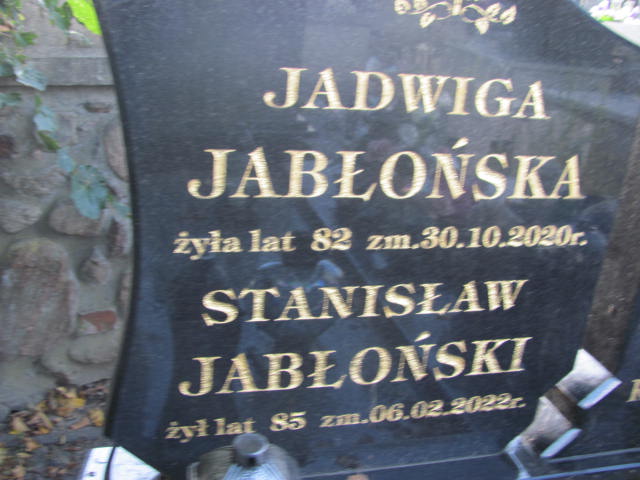 JADWIGA
JABŁOŃSKA
żyła lat 82 zm. 30.10.2020r.
STANISŁAW
JABŁOŃSKI
żył lat 85 zm. 06.02.2022r.